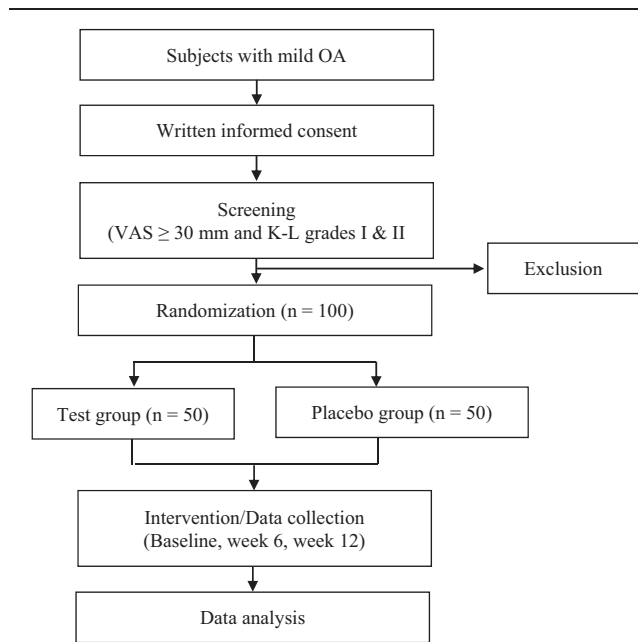 Subjects with mild OA
Written informed consent
Screening
(VAS ≥ 30 mm and K-L grades I & II
Exclusion
Randomization (n = 100)
Test group (n = 50)
Placebo group (n = 50)
Intervention/Data collection
(Baseline, week 6, week 12)
Data analysis